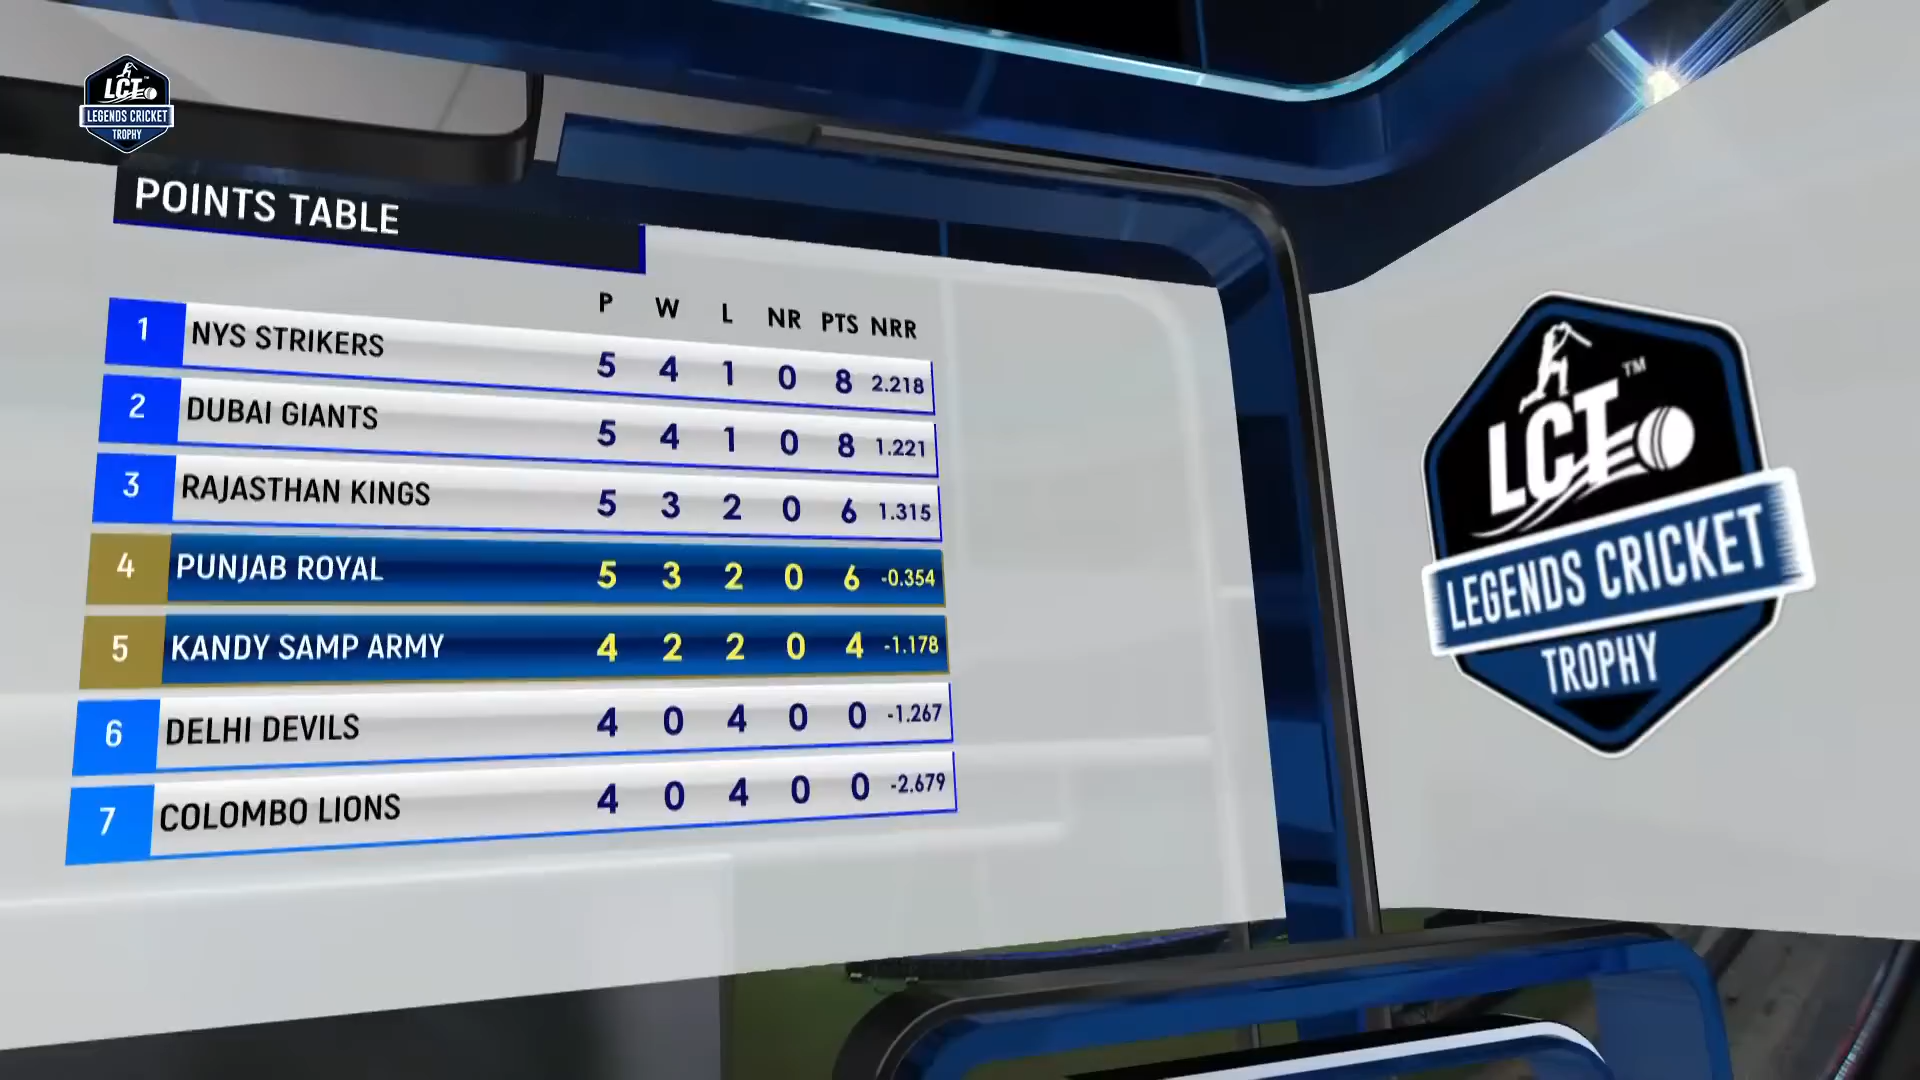 LCT™
LEGENDS CRICKET
TROPHY
POINTS TABLE
P W L NR PTS NRR
1 NYS STRIKERS 5 4 1 0 8 2.218
2 DUBAI GIANTS 5 4 1 0 8 1.221
3 RAJASTHAN KINGS 5 3 2 0 6 1.315
4 PUNJAB ROYAL 5 3 2 0 6 -0.354
5 KANDY SAMP ARMY 4 2 2 0 4 -1.178
6 DELHI DEVILS 4 0 4 0 0 -1.267
7 COLOMBO LIONS 4 0 4 0 0 -2.679
LCT™
LEGENDS CRICKET
TROPHY